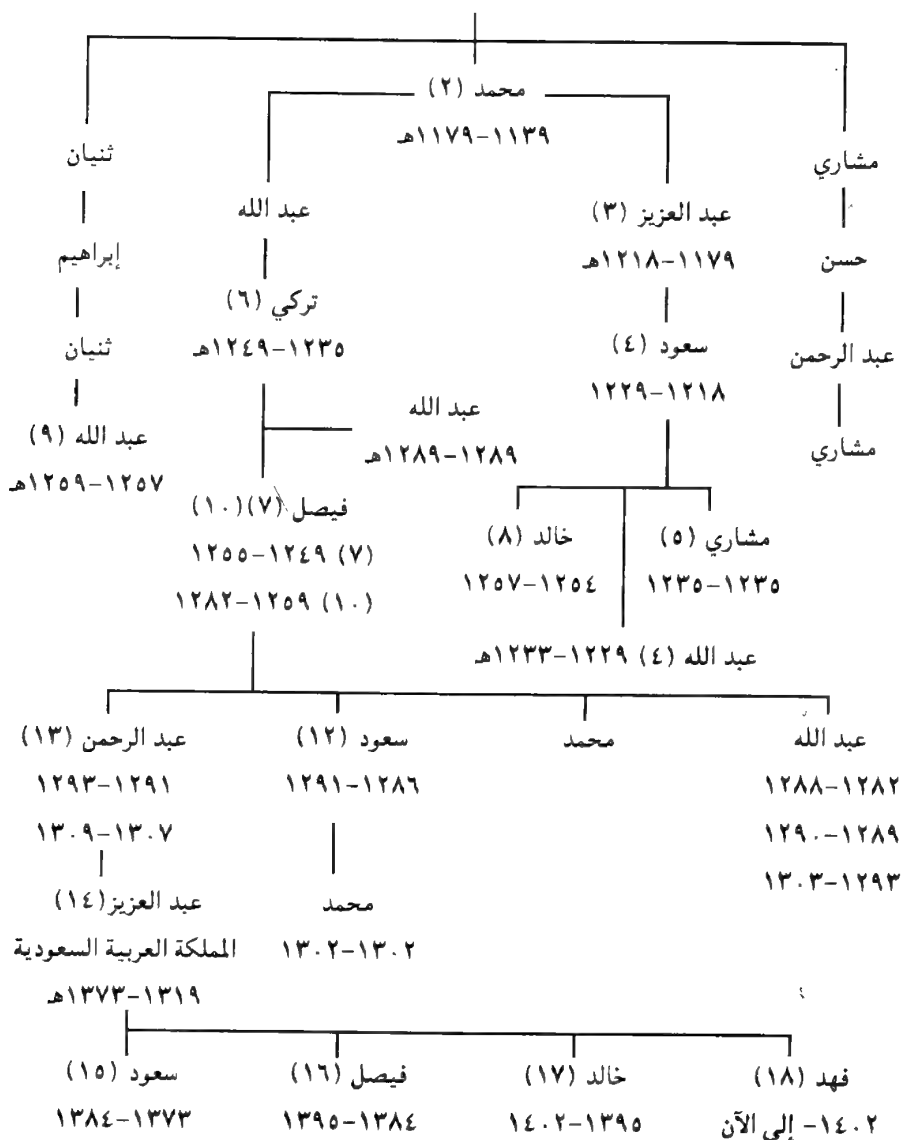 محمد (٢)
١١٣٩-١١٧٩هـ
ثنيان
مشاري
عبد الله
عبد العزيز (٣)
إبراهيم
١١٧٩-١٢١٨هـ
حسن
تركي (٦)
ثنيان
١٢٣٥-١٢٤٩هـ
سعود (٤)
عبد الرحمن
١٢١٨-١٢٢٩
عبد الله
عبد الله (٩)
مشاري
١٢٨٩-١٢٨٩هـ
١٢٥٧-١٢٥٩هـ
فيصل (٧)(١٠)
مشاري (٥)
خالد (٨)
(٧) ١٢٤٩-١٢٥٥
١٢٣٥-١٢٣٥
١٢٥٤-١٢٥٧
(١٠) ١٢٥٩-١٢٨٢
عبد الله (٤) ١٢٢٩-١٢٣٣هـ
عبد الله
محمد
سعود (١٢)
عبد الرحمن (١٣)
١٢٨٢-١٢٨٨
١٢٨٦-١٢٩١
١٢٩١-١٢٩٣
١٢٨٩-١٢٩٠
١٣٠٧-١٣٠٩
١٢٩٣-١٣٠٣
محمد
عبد العزيز(١٤)
١٣٠٢-١٣٠٢
المملكة العربية السعودية
١٣١٩-١٣٧٣هـ
فهد (١٨)
خالد (١٧)
فيصل (١٦)
سعود (١٥)
١٤٠٢- إلى الآن
١٣٩٥-١٤٠٢
١٣٨٤-١٣٩٥
١٣٧٣-١٣٨٤